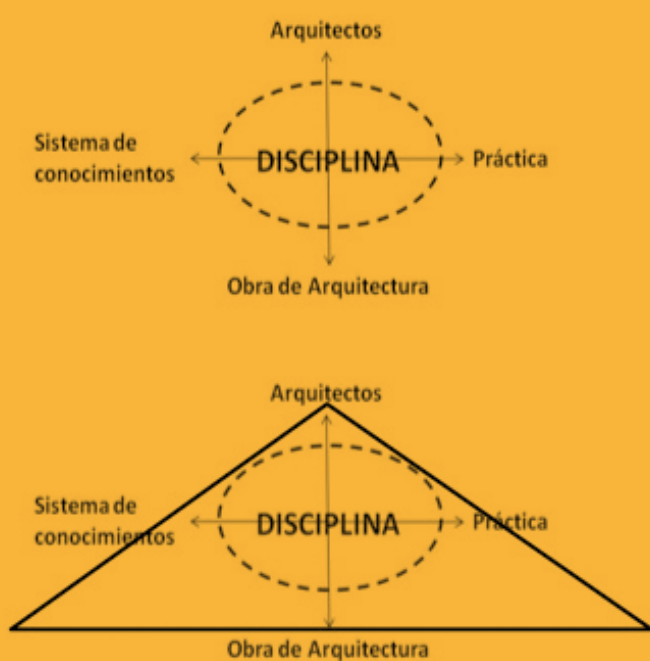 Arquitectos
Sistema de
conocimientos
DISCIPLINA
Práctica
Obra de Arquitectura
Arquitectos
Sistema de
conocimientos
DISCIPLINA
Práctica
Obra de Arquitectura